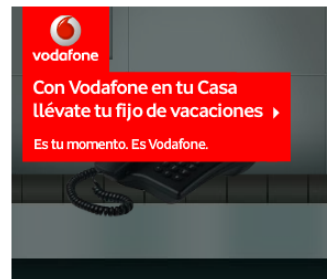 vodafone
Con Vodafone en tu Casa
llévate tu fijo de vacaciones
Es tu momento. Es Vodafone.